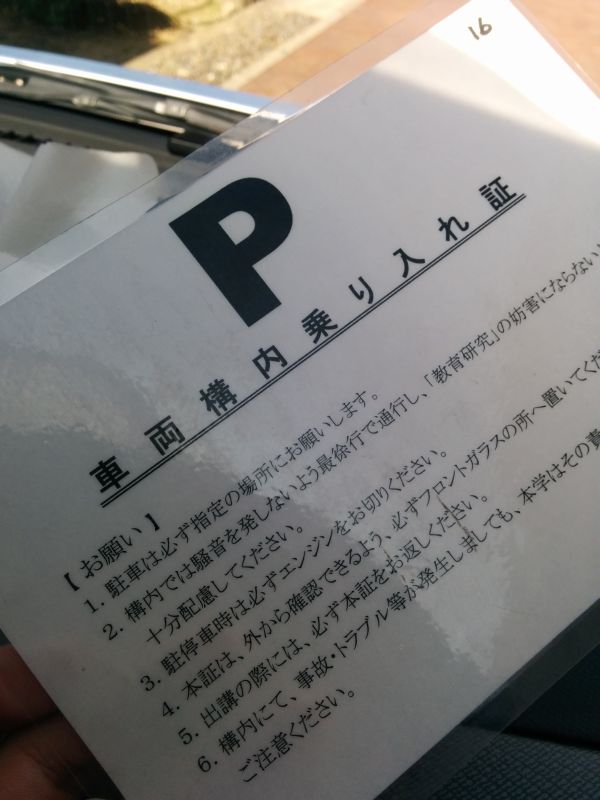 16
P
車両構内乗り入れ証
【お願い】
1. 駐車は必ず指定の場所にお願いします。
2. 構内では騒音を発しないよう最徐行で通行し、「教育研究」の妨害にならない
十分配慮してください。
3. 駐停車時は必ずエンジンをお切りください。
4. 本証は、外から確認できるよう、必ずフロントガラスの所へ置いてくだ
5. 出講の際には、必ず本証をお返しください。
6. 構内にて、事故・トラブル等が発生しましても、本学はその責
ご注意ください。